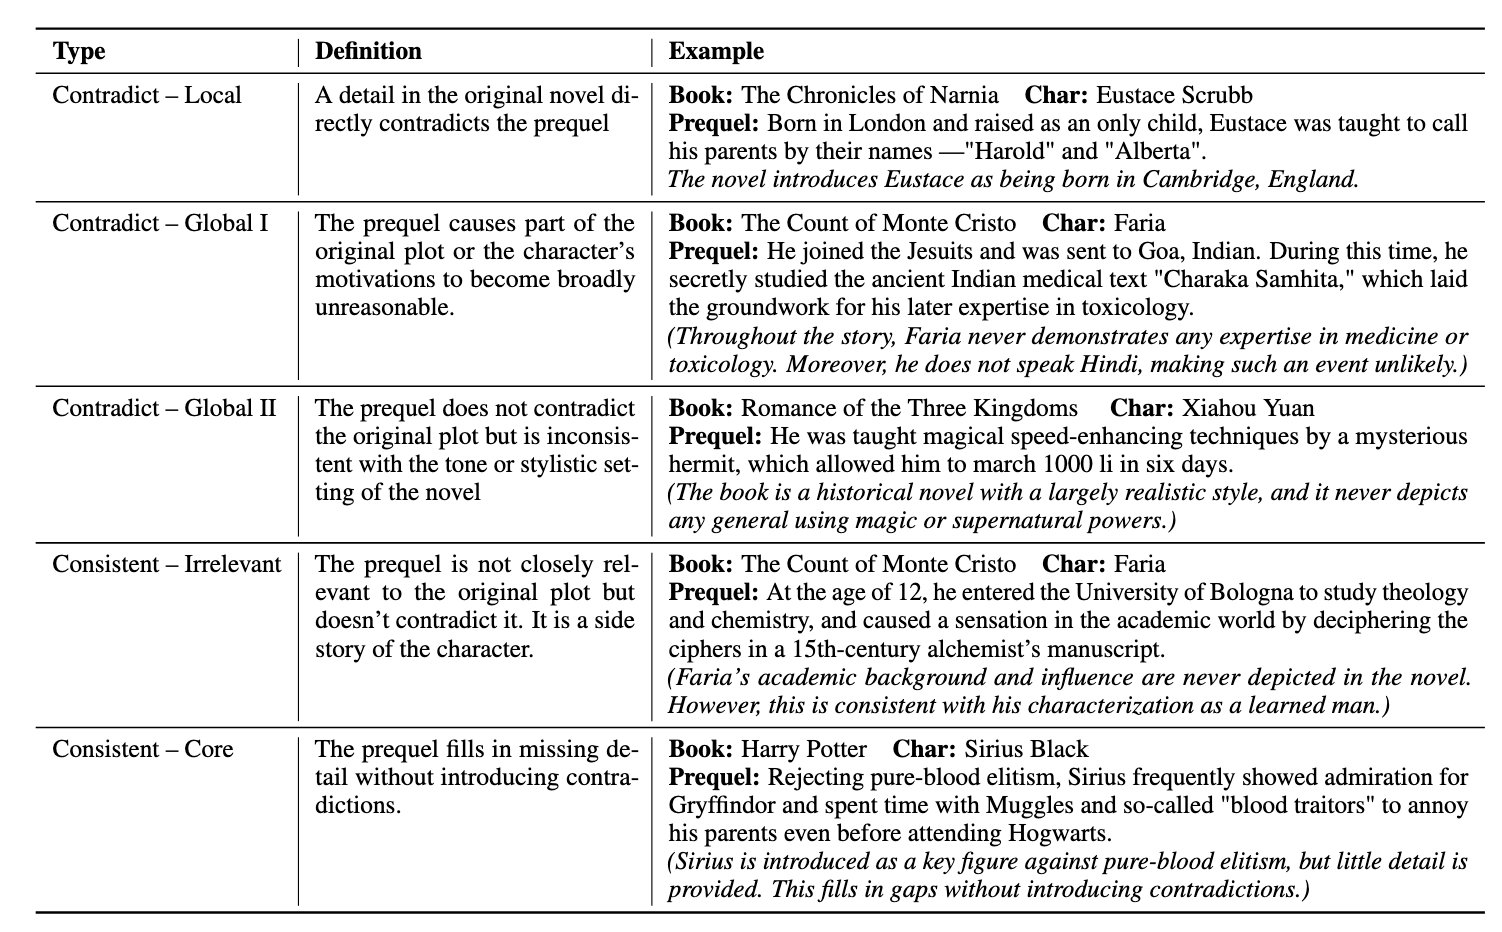 Type Definition Example
Contradict – Local
A detail in the original novel di-
rectly contradicts the prequel
Book: The Chronicles of Narnia Char: Eustace Scrubb
Prequel: Born in London and raised as an only child, Eustace was taught to call
his parents by their names —"Harold" and "Alberta".
The novel introduces Eustace as being born in Cambridge, England.
Contradict – Global I
The prequel causes part of the
original plot or the character’s
motivations to become broadly
unreasonable.
Book: The Count of Monte Cristo Char: Faria
Prequel: He joined the Jesuits and was sent to Goa, Indian. During this time, he
secretly studied the ancient Indian medical text "Charaka Samhita," which laid
the groundwork for his later expertise in toxicology.
(Throughout the story, Faria never demonstrates any expertise in medicine or
toxicology. Moreover, he does not speak Hindi, making such an event unlikely.)
Contradict – Global II
The prequel does not contradict
the original plot but is inconsis-
tent with the tone or stylistic set-
ting of the novel
Book: Romance of the Three Kingdoms Char: Xiahou Yuan
Prequel: He was taught magical speed-enhancing techniques by a mysterious
hermit, which allowed him to march 1000 li in six days.
(The book is a historical novel with a largely realistic style, and it never depicts
any general using magic or supernatural powers.)
Consistent – Irrelevant
The prequel is not closely rel-
evant to the original plot but
doesn’t contradict it. It is a side
story of the character.
Book: The Count of Monte Cristo Char: Faria
Prequel: At the age of 12, he entered the University of Bologna to study theology
and chemistry, and caused a sensation in the academic world by deciphering the
ciphers in a 15th-century alchemist’s manuscript.
(Faria’s academic background and influence are never depicted in the novel.
However, this is consistent with his characterization as a learned man.)
Consistent – Core
The prequel fills in missing de-
tail without introducing contra-
dictions.
Book: Harry Potter Char: Sirius Black
Prequel: Rejecting pure-blood elitism, Sirius frequently showed admiration for
Gryffindor and spent time with Muggles and so-called "blood traitors" to annoy
his parents even before attending Hogwarts.
(Sirius is introduced as a key figure against pure-blood elitism, but little detail is
provided. This fills in gaps without introducing contradictions.)